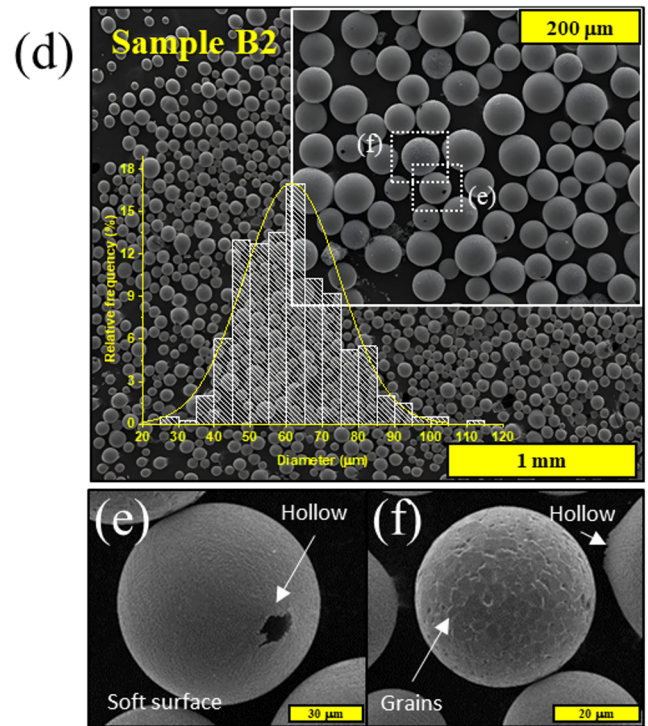 (d)
Sample B2
200 µm
(f)
(e)
Relative frequency (%)
18
15
12
9
6
3
0
20 30 40 50 60 70 80 90 100 110 120
Diameter (µm)
1 mm
(e)
Hollow
Soft surface
30 µm
(f)
Hollow
Grains
20 µm